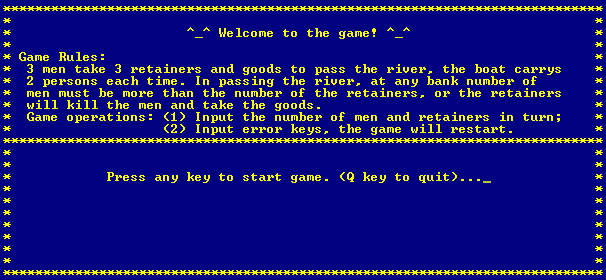 ^_^ Welcome to the game! ^_^
Game Rules:
3 men take 3 retainers and goods to pass the river, the boat carrys
2 persons each time. In passing the river, at any bank number of
men must be more than the number of the retainers, or the retainers
will kill the men and take the goods.
Game operations: (1) Input the number of men and retainers in turn;
(2) Input error keys, the game will restart.
Press any key to start game. (Q key to quit)..._